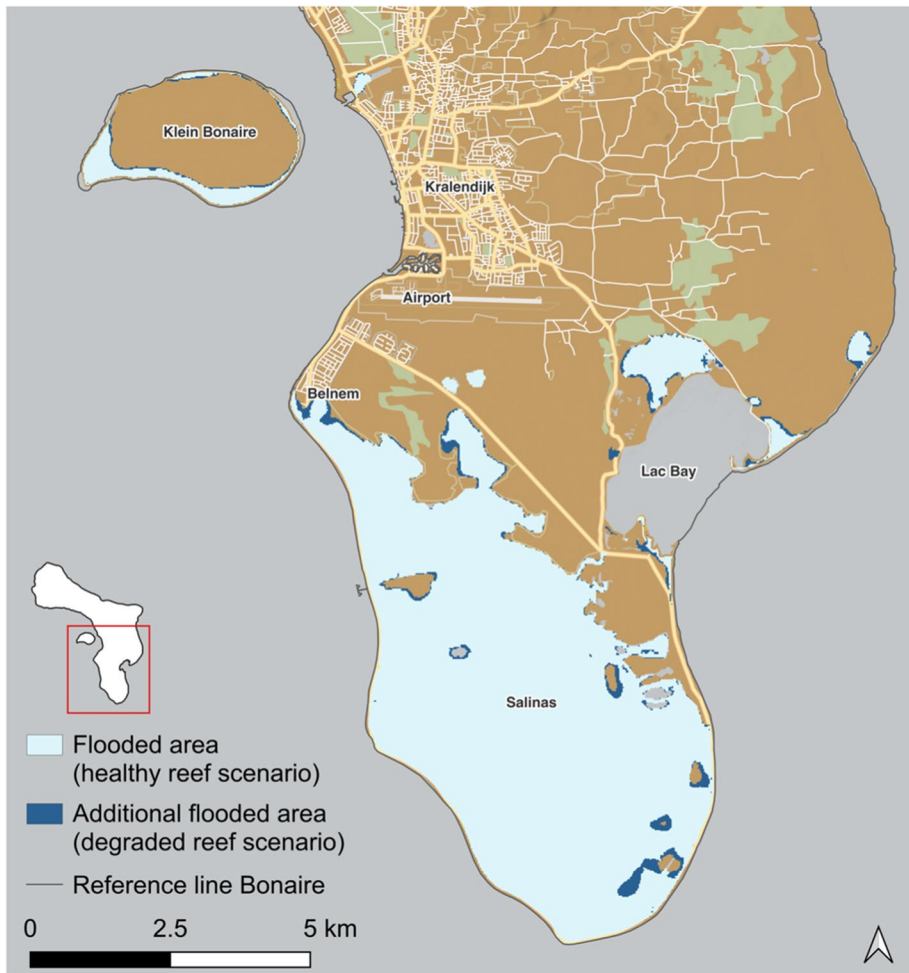 Klein Bonaire
Kralendijk
Airport
Belnem
Lac Bay
Salinas
Flooded area
(healthy reef scenario)
Additional flooded area
(degraded reef scenario)
Reference line Bonaire
0 2.5 5 km